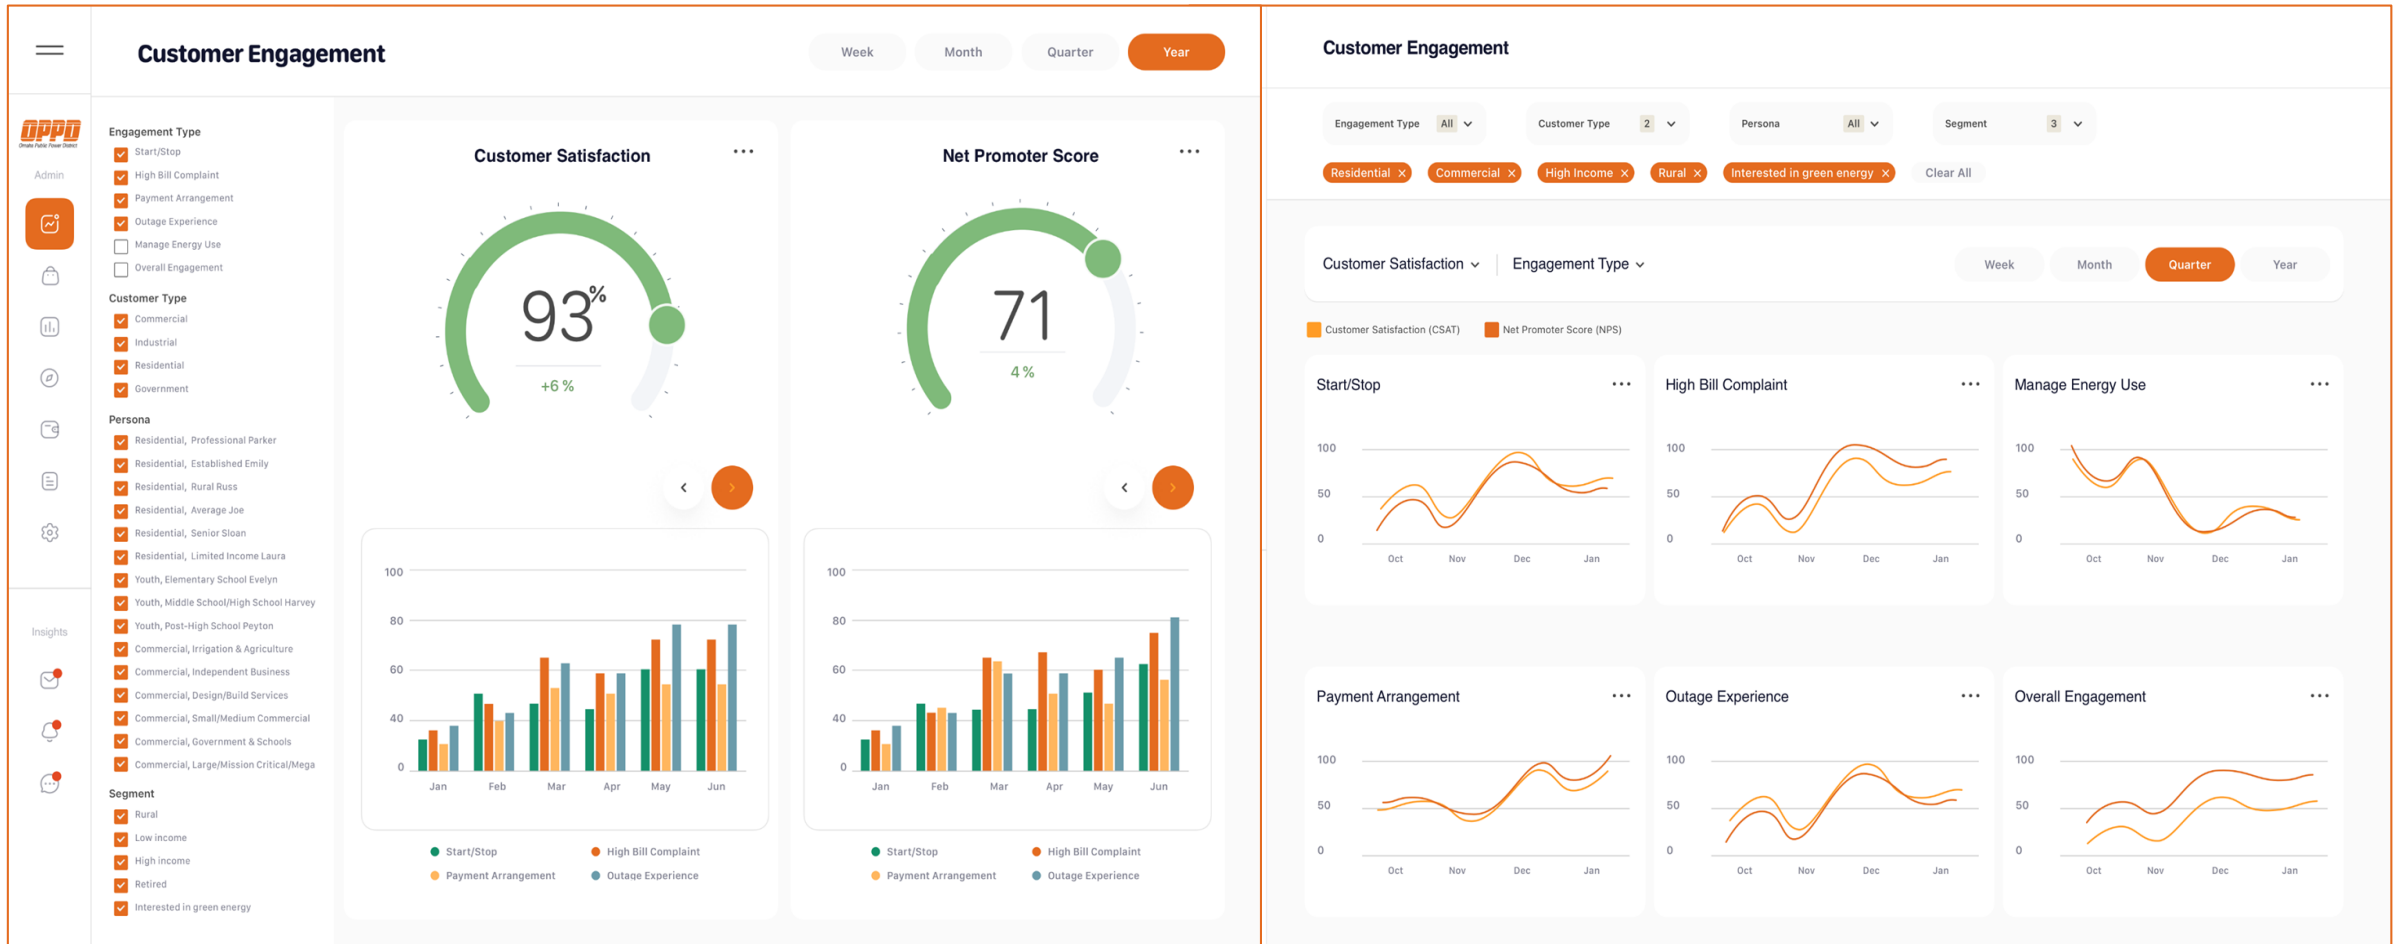 Customer Engagement
Week
Month
Quarter
Year
OPPD
Omaha Public Power District
Admin
Insights
Engagement Type
Start/Stop
High Bill Complaint
Payment Arrangement
Outage Experience
Manage Energy Use
Overall Engagement
Customer Type
Commercial
Industrial
Residential
Government
Persona
Residential, Professional Parker
Residential, Established Emily
Residential, Rural Russ
Residential, Average Joe
Residential, Senior Sloan
Residential, Limited Income Laura
Youth, Elementary School Evelyn
Youth, Middle School/High School Harvey
Youth, Post-High School Peyton
Commercial, Irrigation & Agriculture
Commercial, Independent Business
Commercial, Design/Build Services
Commercial, Small/Medium Commercial
Commercial, Government & Schools
Commercial, Large/Mission Critical/Mega
Segment
Rural
Low income
High income
Retired
Interested in green energy
Customer Satisfaction
93%
+6 %
100
80
60
40
0
Jan Feb Mar Apr May Jun
Start/Stop
High Bill Complaint
Payment Arrangement
Outage Experience
Net Promoter Score
71
4 %
100
80
60
40
0
Jan Feb Mar Apr May Jun
Start/Stop
High Bill Complaint
Payment Arrangement
Outage Experience
Customer Engagement
Engagement Type All
Customer Type 2
Persona All
Segment 3
Residential ×
Commercial ×
High Income ×
Rural ×
Interested in green energy ×
Clear All
Customer Satisfaction
Engagement Type
Week
Month
Quarter
Year
Customer Satisfaction (CSAT)
Net Promoter Score (NPS)
Start/Stop
100
50
0
Oct Nov Dec Jan
High Bill Complaint
100
50
0
Oct Nov Dec Jan
Manage Energy Use
100
50
0
Oct Nov Dec Jan
Payment Arrangement
100
50
0
Oct Nov Dec Jan
Outage Experience
100
50
0
Oct Nov Dec Jan
Overall Engagement
100
50
0
Oct Nov Dec Jan